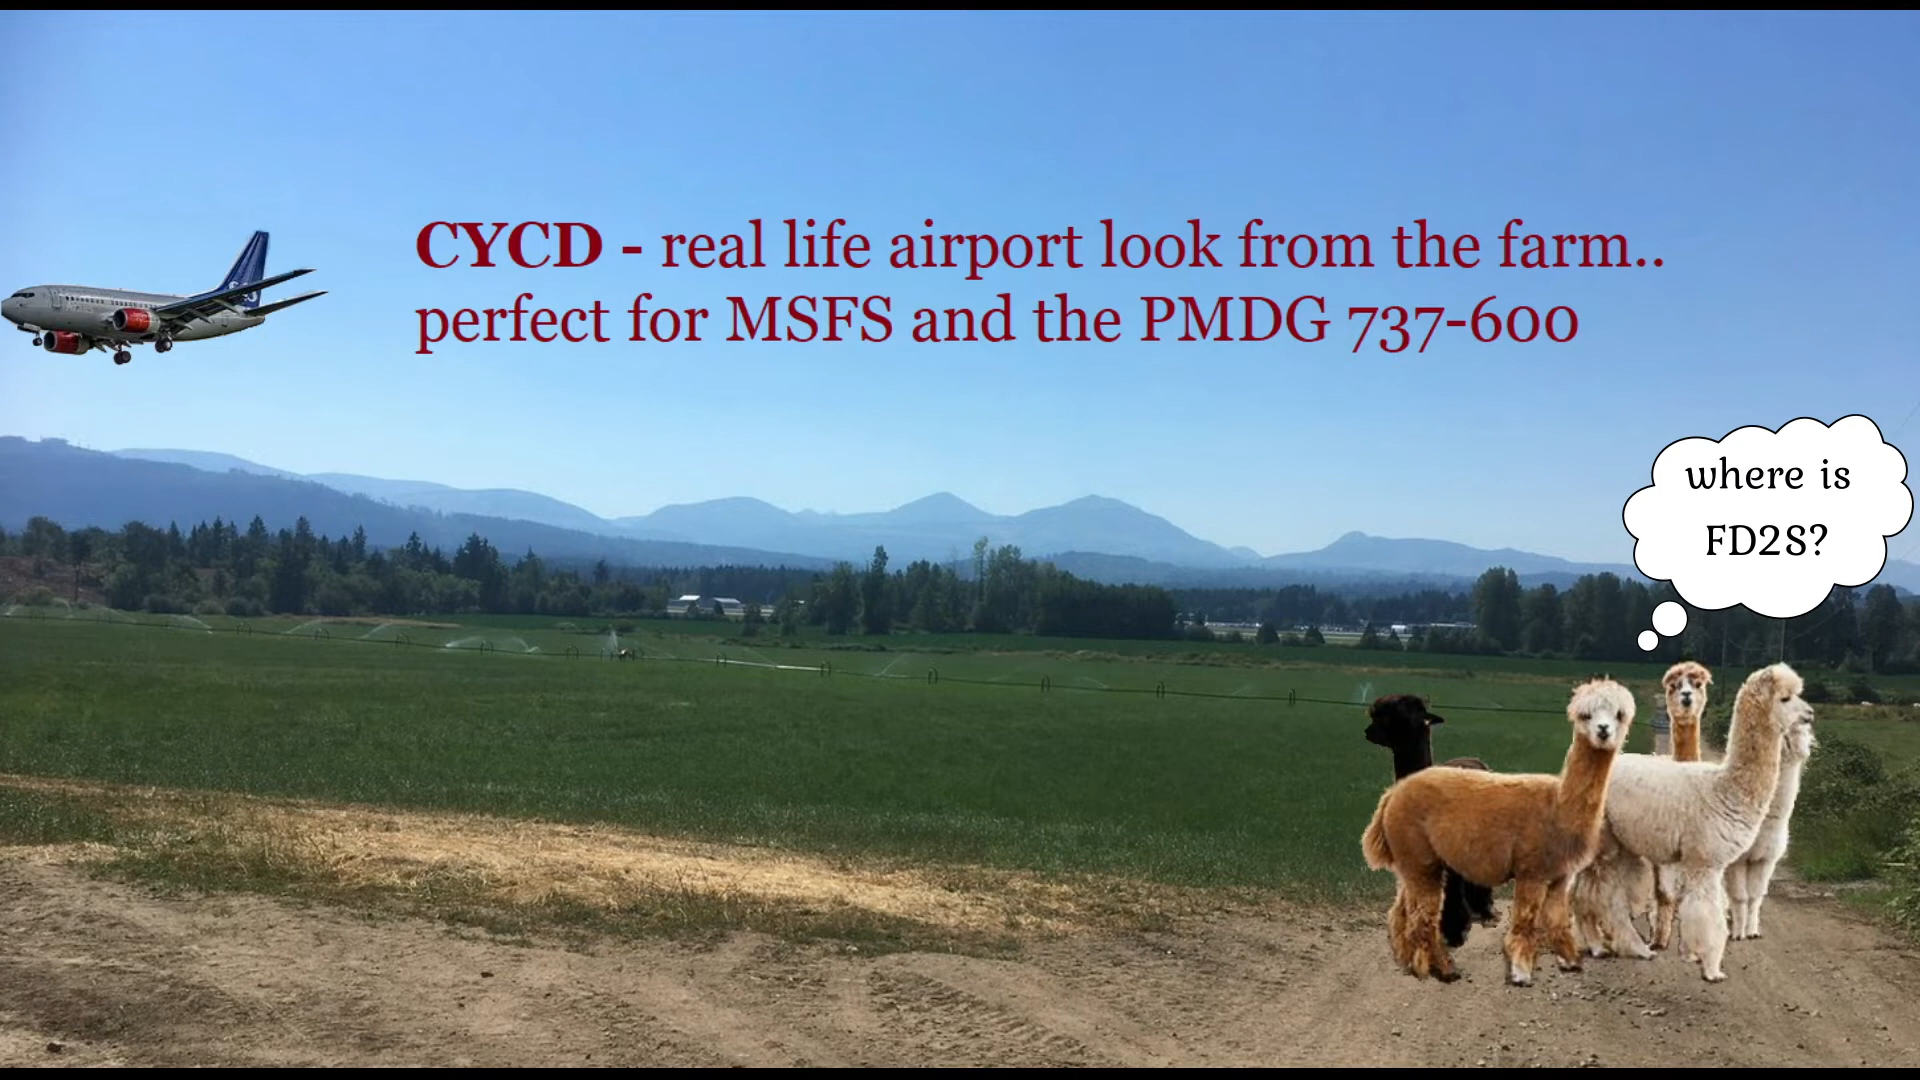 CYCD - real life airport look from the farm..
perfect for MSFS and the PMDG 737-600
where is
FD2S?